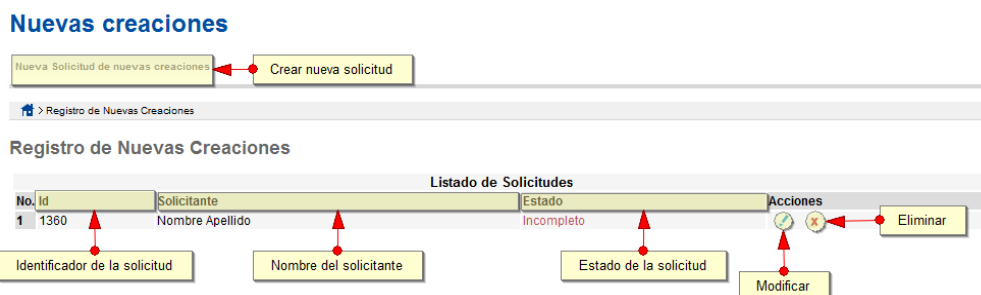 Nuevas creaciones
Nueva Solicitud de nuevas creaciones
Crear nueva solicitud
> Registro de Nuevas Creaciones
Registro de Nuevas Creaciones
Listado de Solicitudes
No. Id Solicitante Estado Acciones
1 1360 Nombre Apellido Incompleto x Eliminar
Identificador de la solicitud Nombre del solicitante Estado de la solicitud
Modificar